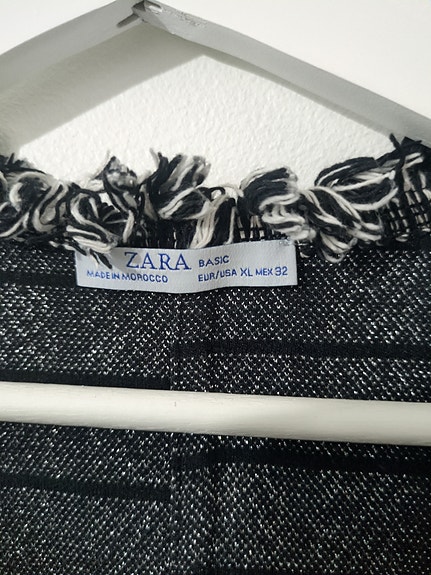 ZARA BASIC
MADE IN MOROCCO EUR/USA XL MEX 32